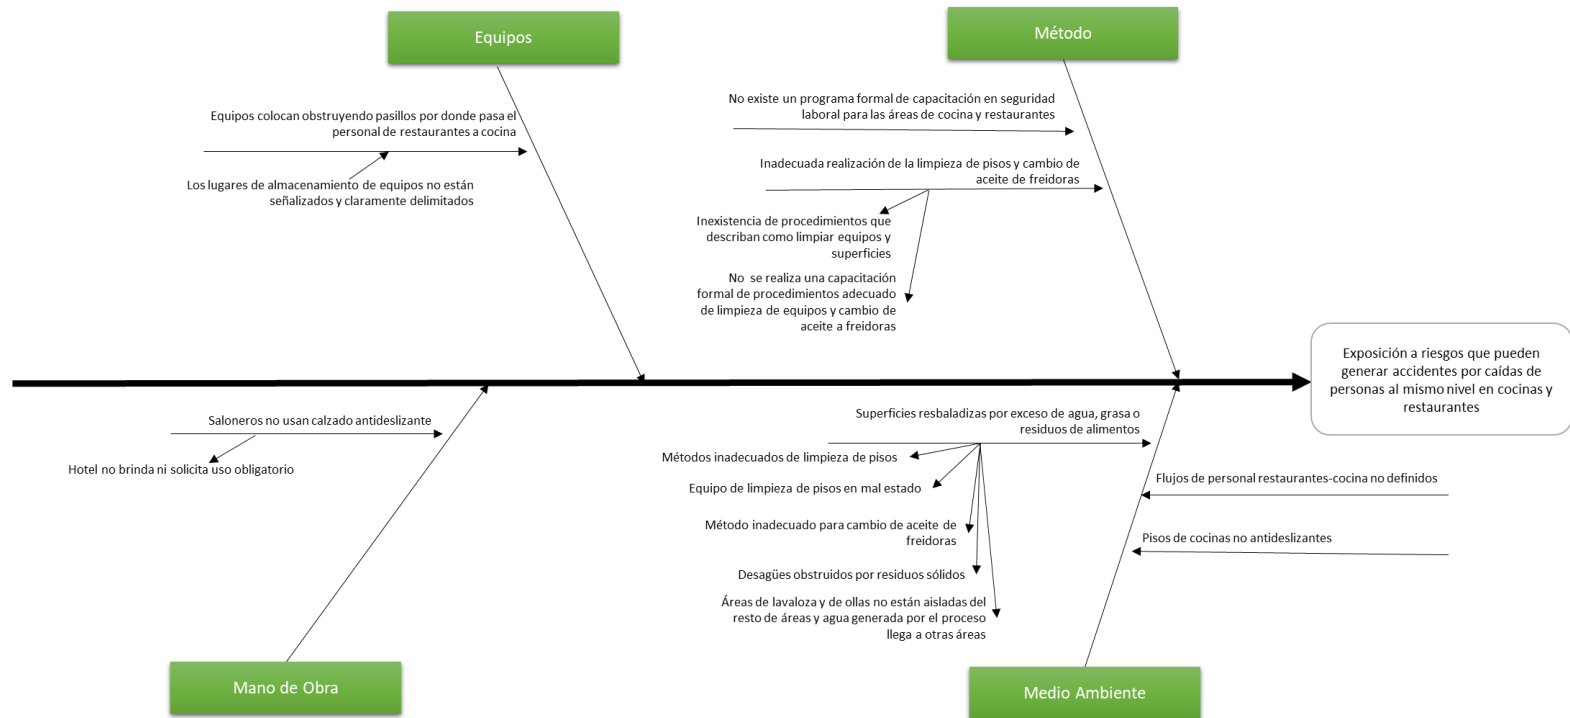 Equipos
Método
Equipos colocan obstruyendo pasillos por donde pasa el
personal de restaurantes a cocina
Los lugares de almacenamiento de equipos no están
señalizados y claramente delimitados
No existe un programa formal de capacitación en seguridad
laboral para las áreas de cocina y restaurantes
Inadecuada realización de la limpieza de pisos y cambio de
aceite de freidoras
Inexistencia de procedimientos que
describan como limpiar equipos y
superficies
No se realiza una capacitación
formal de procedimientos adecuado
de limpieza de equipos y cambio de
aceite a freidoras
Exposición a riesgos que pueden
generar accidentes por caídas de
personas al mismo nivel en cocinas y
restaurantes
Saloneros no usan calzado antideslizante
Hotel no brinda ni solicita uso obligatorio
Superficies resbaladizas por exceso de agua, grasa o
residuos de alimentos
Métodos inadecuados de limpieza de pisos
Equipo de limpieza de pisos en mal estado
Método inadecuado para cambio de aceite de
freidoras
Desagües obstruidos por residuos sólidos
Áreas de lavaloza y de ollas no están aisladas del
resto de áreas y agua generada por el proceso
llega a otras áreas
Flujos de personal restaurantes-cocina no definidos
Pisos de cocinas no antideslizantes
Mano de Obra
Medio Ambiente